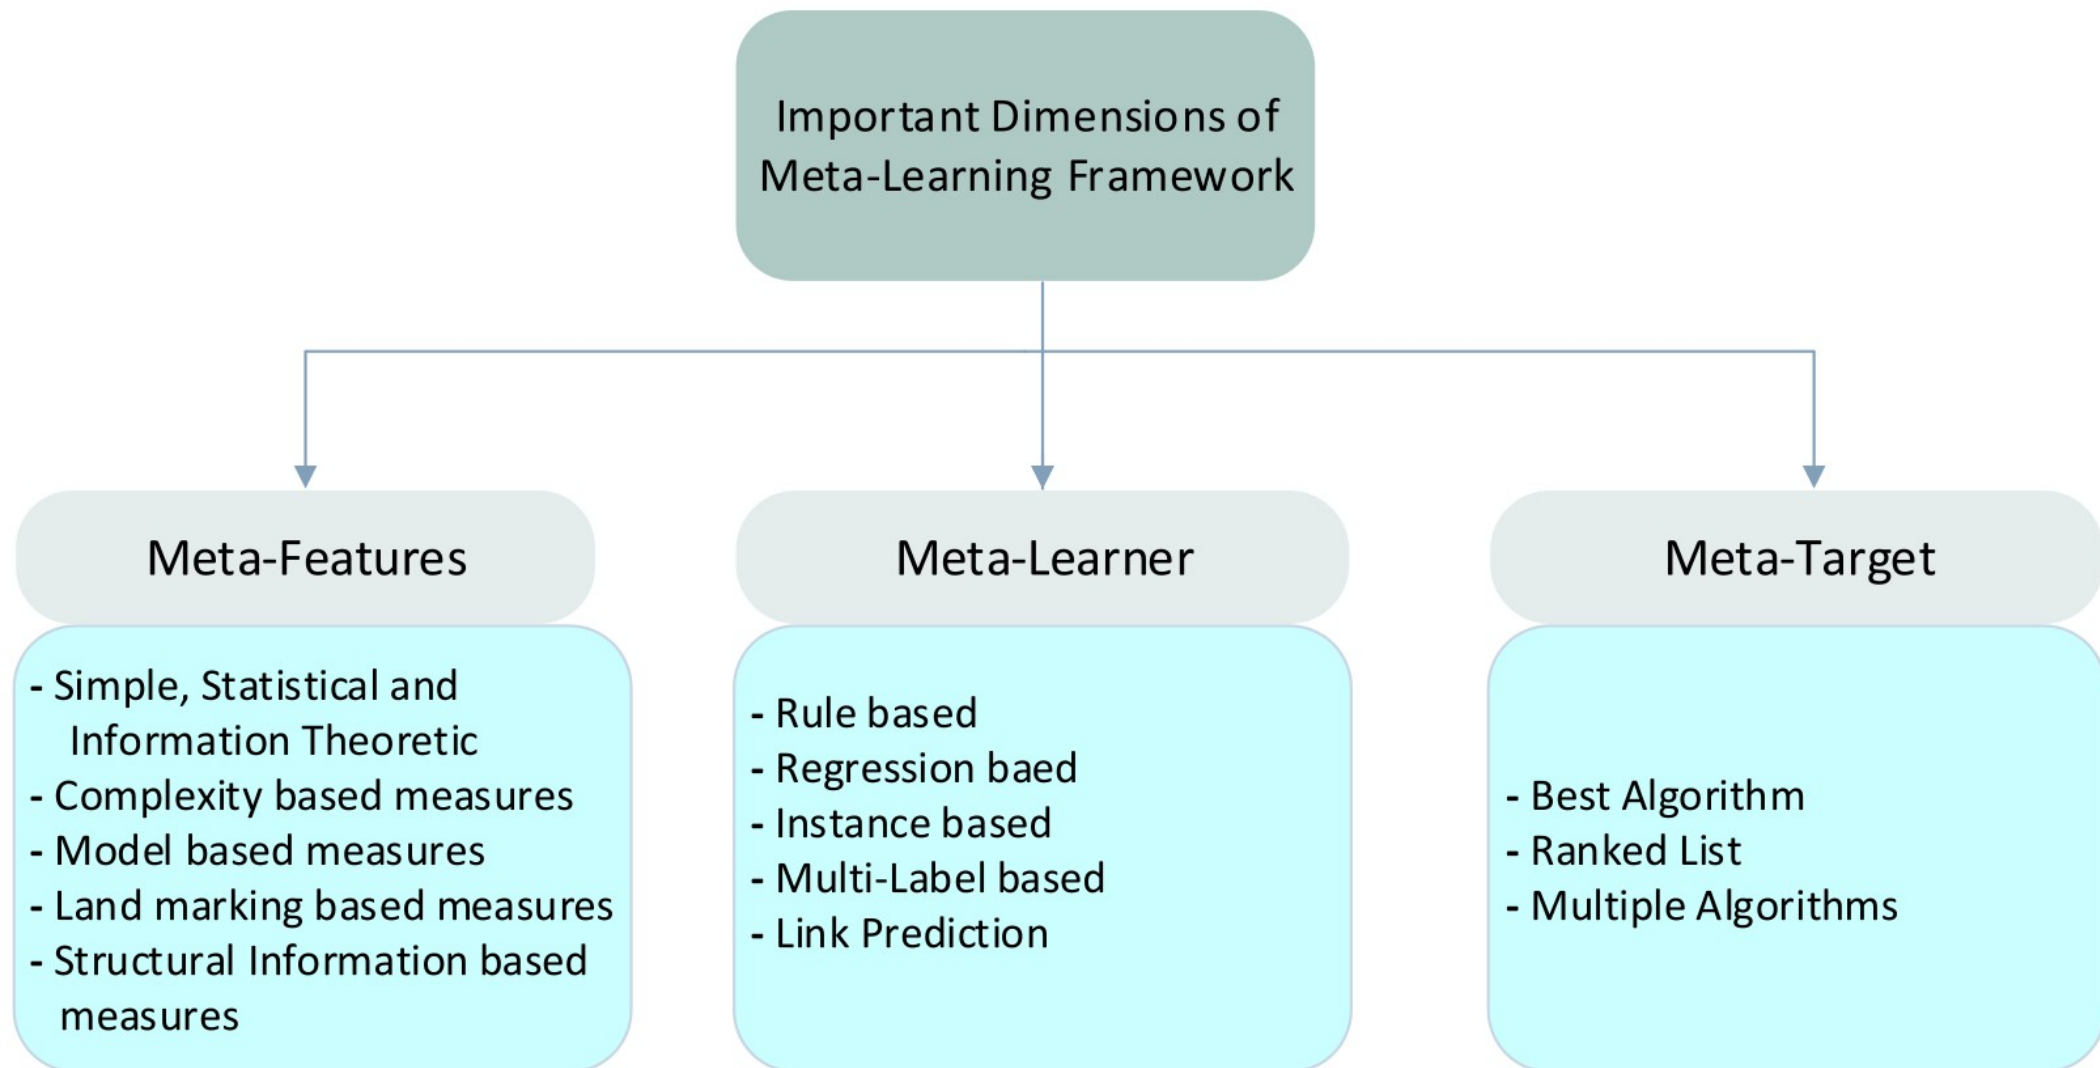 Important Dimensions of
Meta-Learning Framework
Meta-Features
- Simple, Statistical and
Information Theoretic
- Complexity based measures
- Model based measures
- Land marking based measures
- Structural Information based
measures
Meta-Learner
- Rule based
- Regression baed
- Instance based
- Multi-Label based
- Link Prediction
Meta-Target
- Best Algorithm
- Ranked List
- Multiple Algorithms